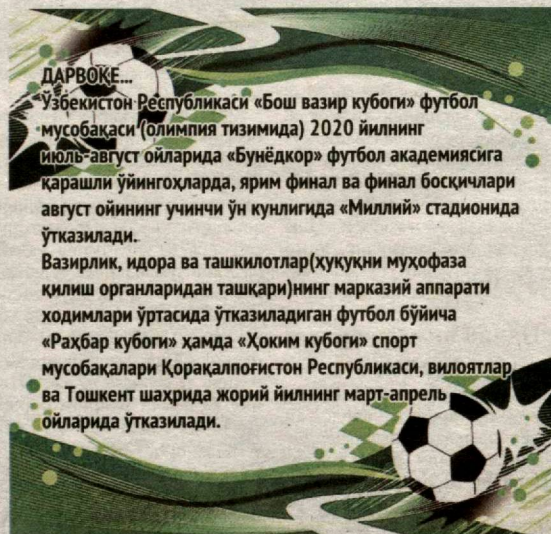 ДАРВОҚЕ...
Ўзбекистон Республикаси «Бош вазир кубоги» футбол
мусобақаси (олимпия тизимида) 2020 йилнинг
июль-август ойларида «Бунёдкор» футбол академиясига
қарашли ўйингоҳларда, ярим финал ва финал босқичлари
август ойининг учинчи ўн кунлигида «Миллий» стадионида
ўтказилади.
Вазирлик, идора ва ташкилотлар(ҳуқуқни муҳофаза
қилиш органларидан ташқари)нинг марказий аппарати
ходимлари ўртасида ўтказиладиган футбол бўйича
«Раҳбар кубоги» ҳамда «Ҳоким кубоги» спорт
мусобақалари Қорақалпоғистон Республикаси, вилоятлар
ва Тошкент шаҳрида жорий йилнинг март-апрель
ойларида ўтказилади.